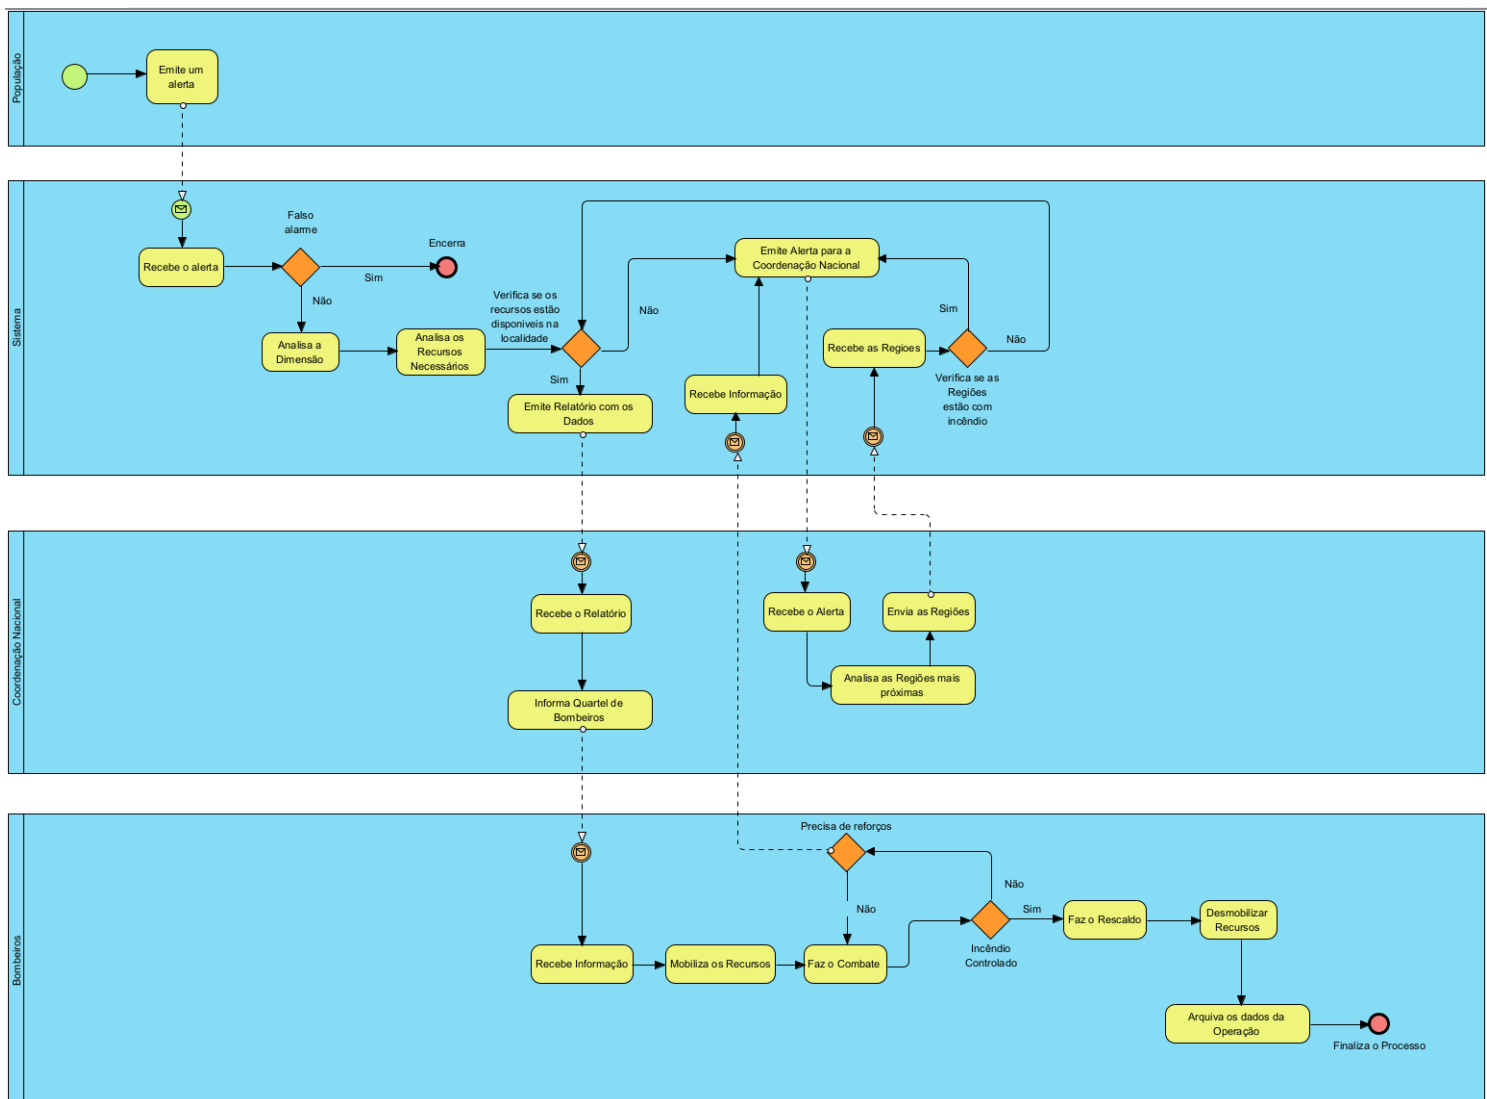 População
Emite um
alerta
Sistema
Recebe o alerta
Falso
alarme
Sim
Encerra
Não
Analisa a
Dimensão
Analisa os
Recursos
Necessários
Verifica se os
recursos estão
disponiveis na
localidade
Não
Sim
Emite Relatório com os
Dados
Emite Alerta para a
Coordenação Nacional
Recebe Informação
Recebe as Regioes
Sim
Não
Verifica se as
Regiões
estão com
incêndio
Coordenação Nacional
Recebe o Relatório
Informa Quartel de
Bombeiros
Recebe o Alerta
Envia as Regiões
Analisa as Regiões mais
próximas
Bombeiros
Precisa de reforços
Não
Recebe Informação
Mobiliza os Recursos
Faz o Combate
Não
Sim
Incêndio
Controlado
Faz o Rescaldo
Desmobilizar
Recursos
Arquiva os dados da
Operação
Finaliza o Processo